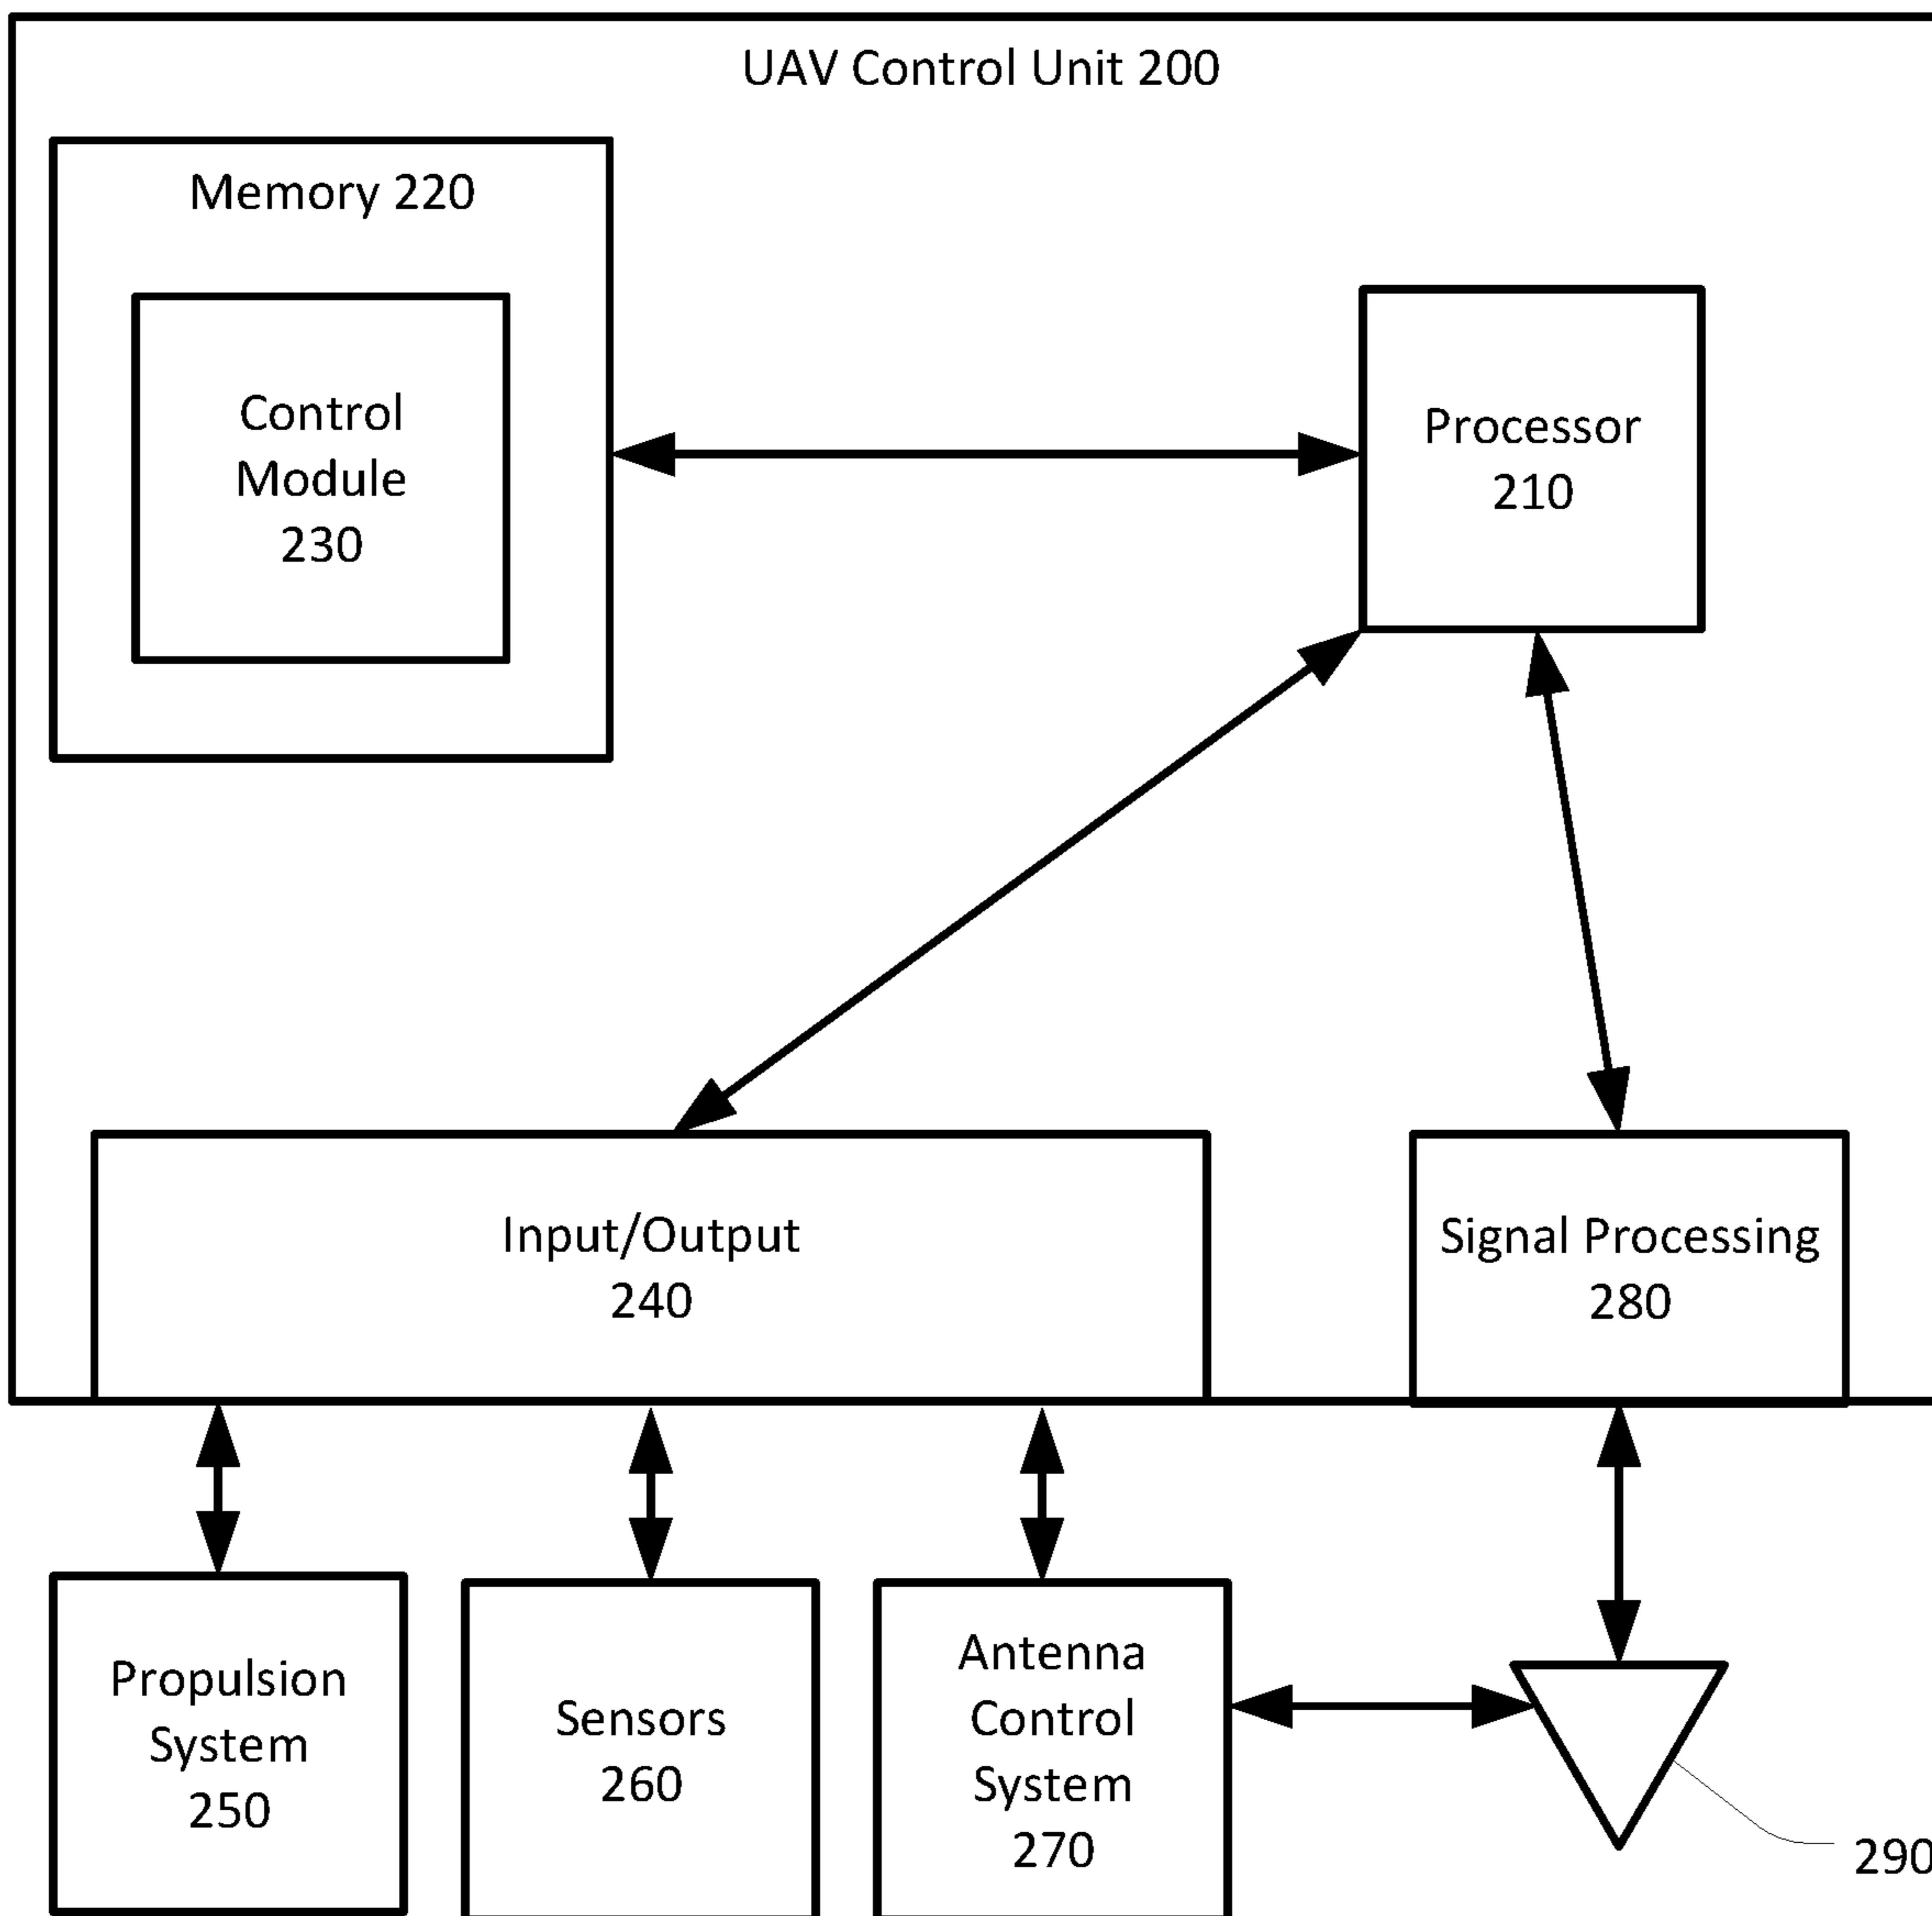 UAV Control Unit 200
Memory 220
Control
Module
230
Processor
210
Input/Output
240
Signal Processing
280
Propulsion
System
250
Sensors
260
Antenna
Control
System
270
290